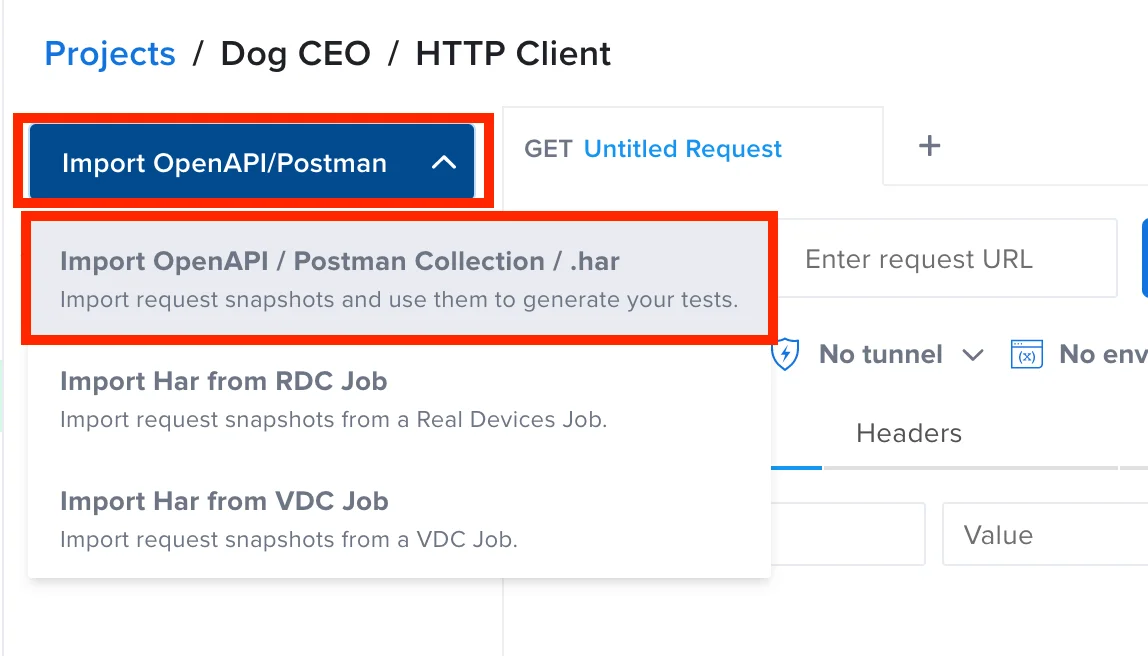 Projects / Dog CEO / HTTP Client
Import OpenAPI/Postman
GET Untitled Request
+
Import OpenAPI / Postman Collection / .har
Import request snapshots and use them to generate your tests.
Enter request URL
No tunnel
(x) No env
Import Har from RDC Job
Import request snapshots from a Real Devices Job.
Headers
Import Har from VDC Job
Import request snapshots from a VDC Job.
Value